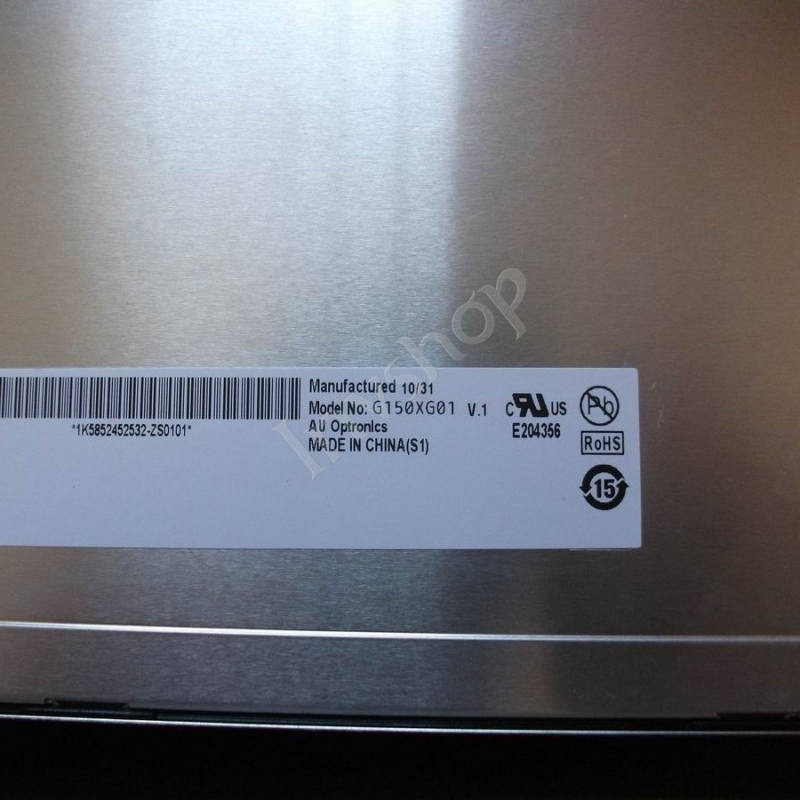 Manufactured 10/31
Model No: G150XG01 V.1
AU Optronics
MADE IN CHINA(S1)
*1K5852452532-ZS0101*
c RU US
E204356
Pb
RoHS
15